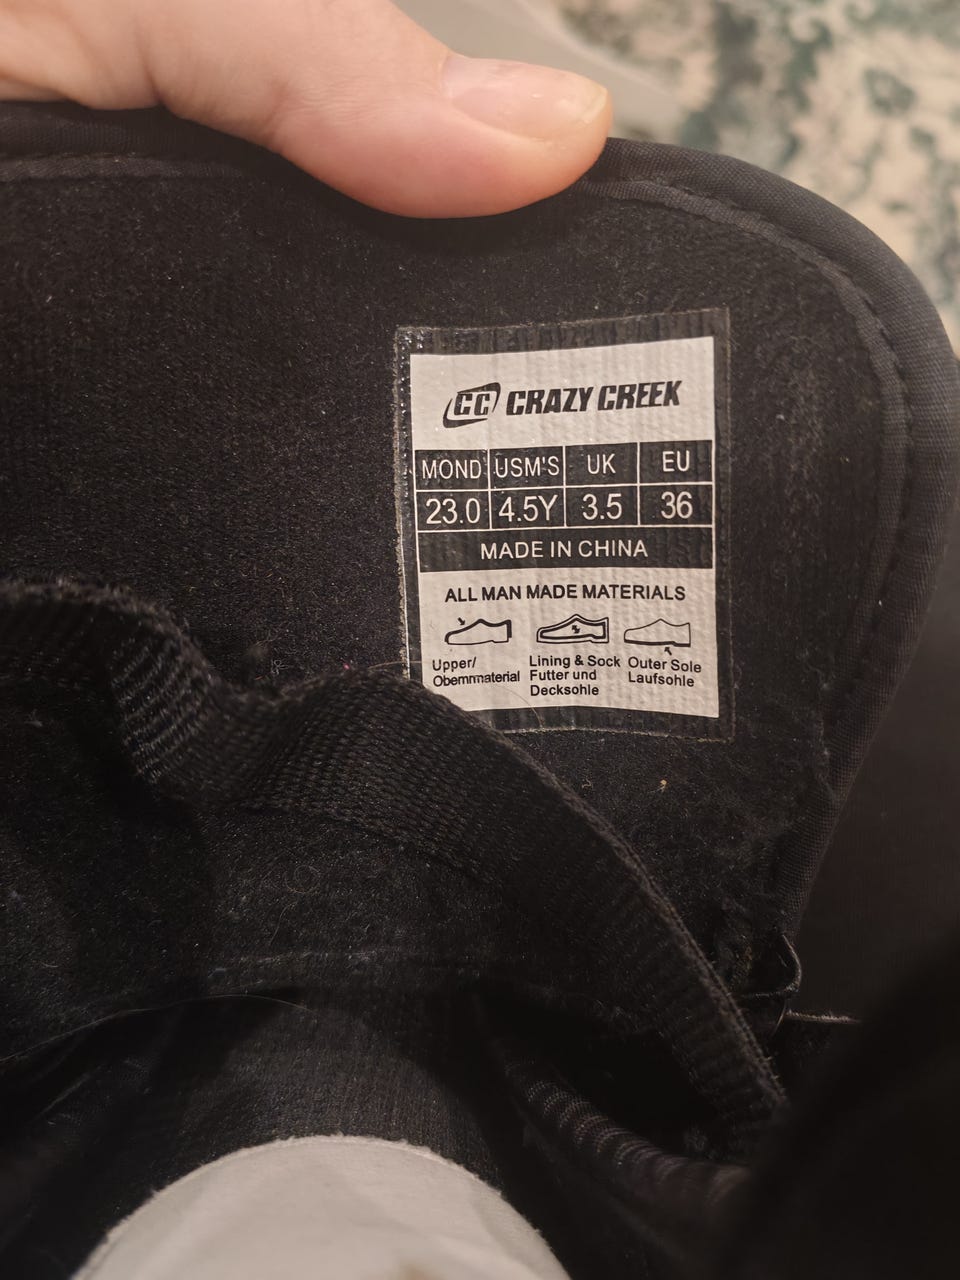 CC CRAZY CREEK
MOND USM'S UK EU
23.0 4.5Y 3.5 36
MADE IN CHINA
ALL MAN MADE MATERIALS
Upper/
Obernmaterial
Lining & Sock
Futter und
Decksohle
Outer Sole
Laufsohle